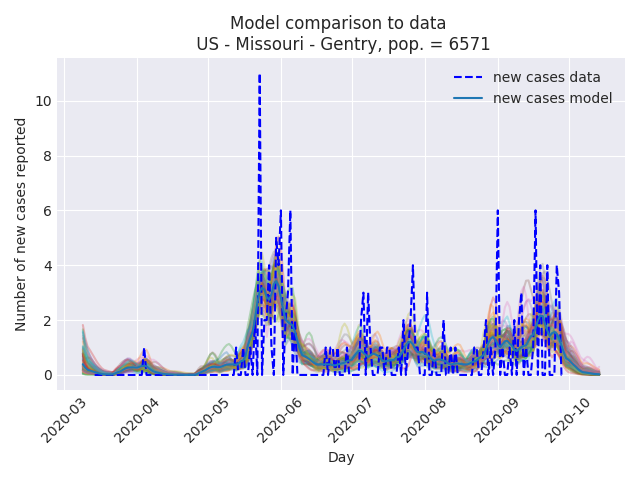 Model comparison to data
US - Missouri - Gentry, pop. = 6571
new cases data
new cases model
Number of new cases reported
10
8
6
4
2
0
2020-03
2020-04
2020-05
2020-06
2020-07
2020-08
2020-09
2020-10
Day